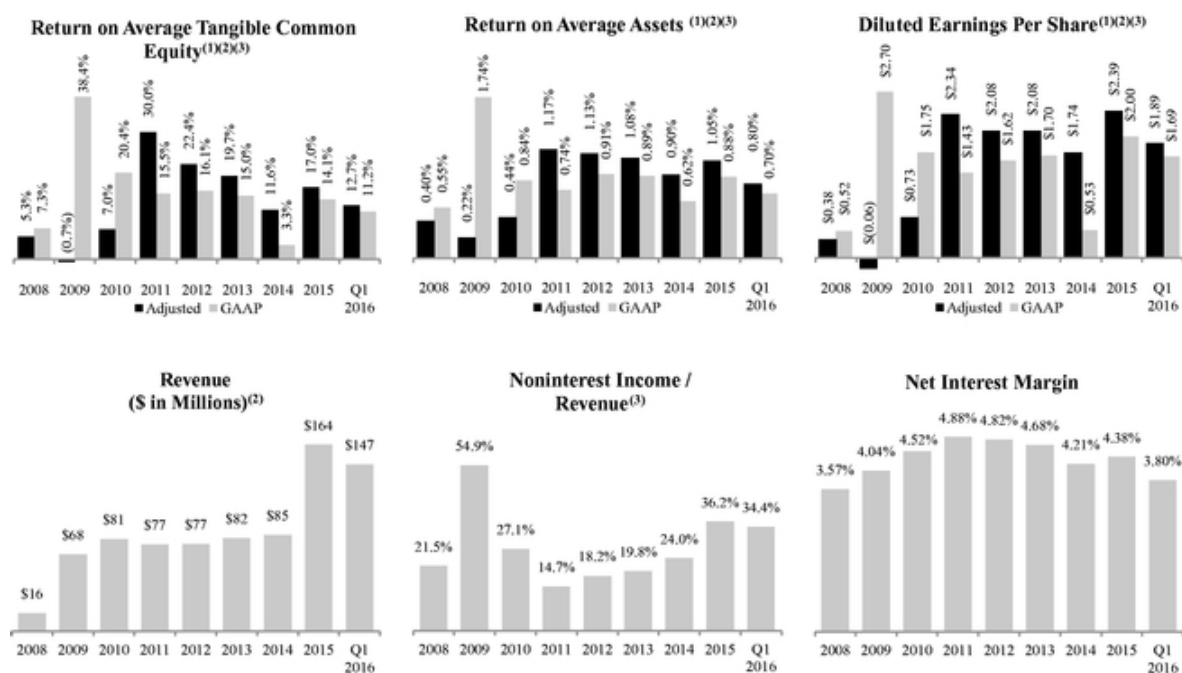 Return on Average Tangible Common
Equity(1)(2)(3)
5.3% 7.3% (0.7%) 38.4% 7.0% 20.4% 30.0% 15.5% 22.4% 16.1% 19.7% 15.0% 11.6% 3.3% 17.0% 14.1% 12.7% 11.2%
2008 2009 2010 2011 2012 2013 2014 2015 Q1
2016
Adjusted GAAP
Return on Average Assets (1)(2)(3)
0.40% 0.55% 0.22% 1.74% 0.44% 0.84% 1.17% 0.74% 1.13% 0.91% 1.08% 0.89% 0.90% 0.62% 1.05% 0.88% 0.80% 0.70%
2008 2009 2010 2011 2012 2013 2014 2015 Q1
2016
Adjusted GAAP
Diluted Earnings Per Share(1)(2)(3)
$0.38 $0.52 $(0.06) $2.70 $0.73 $1.75 $2.34 $1.43 $2.08 $1.62 $2.08 $1.70 $1.74 $0.53 $2.39 $2.00 $1.89 $1.69
2008 2009 2010 2011 2012 2013 2014 2015 Q1
2016
Adjusted GAAP
Revenue
($ in Millions)(2)
$16 $68 $81 $77 $77 $82 $85 $164 $147
2008 2009 2010 2011 2012 2013 2014 2015 Q1
2016
Noninterest Income /
Revenue(3)
21.5% 54.9% 27.1% 14.7% 18.2% 19.8% 24.0% 36.2% 34.4%
2008 2009 2010 2011 2012 2013 2014 2015 Q1
2016
Net Interest Margin
3.57% 4.04% 4.52% 4.88% 4.82% 4.68% 4.21% 4.38% 3.80%
2008 2009 2010 2011 2012 2013 2014 2015 Q1
2016